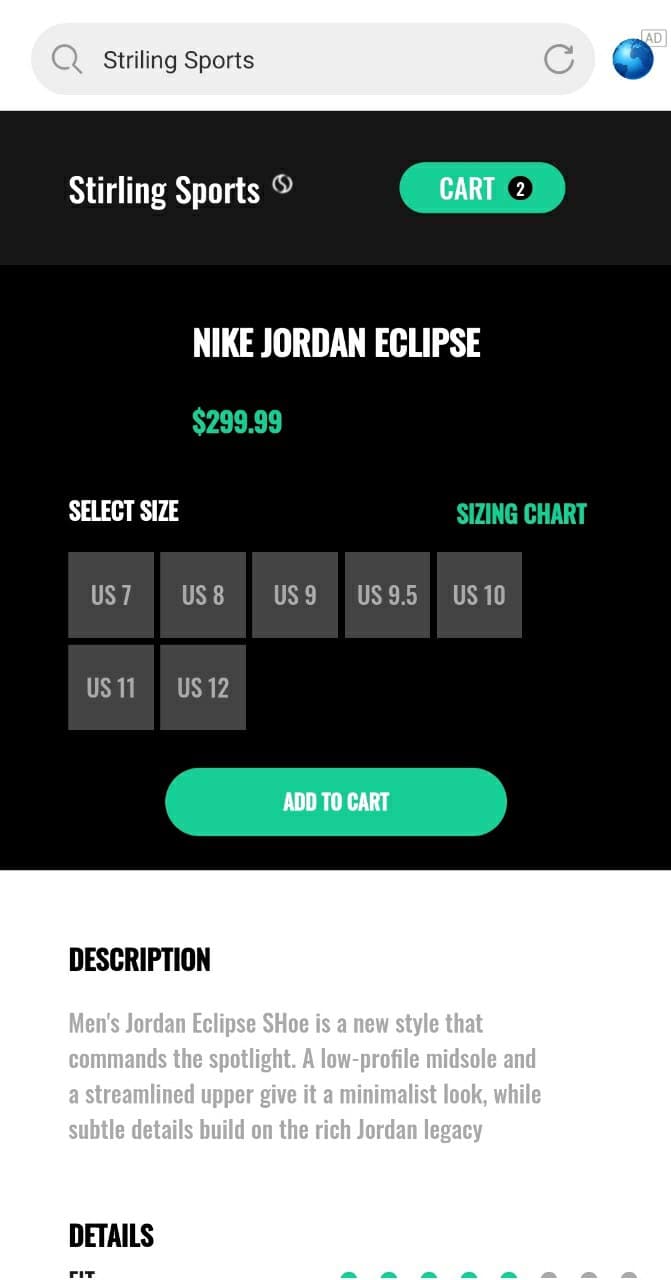 Striling Sports
AD
Stirling Sports
CART 2
NIKE JORDAN ECLIPSE
$299.99
SELECT SIZE
SIZING CHART
US 7
US 8
US 9
US 9.5
US 10
US 11
US 12
ADD TO CART
DESCRIPTION
Men's Jordan Eclipse SHoe is a new style that
commands the spotlight. A low-profile midsole and
a streamlined upper give it a minimalist look, while
subtle details build on the rich Jordan legacy
DETAILS
FIT